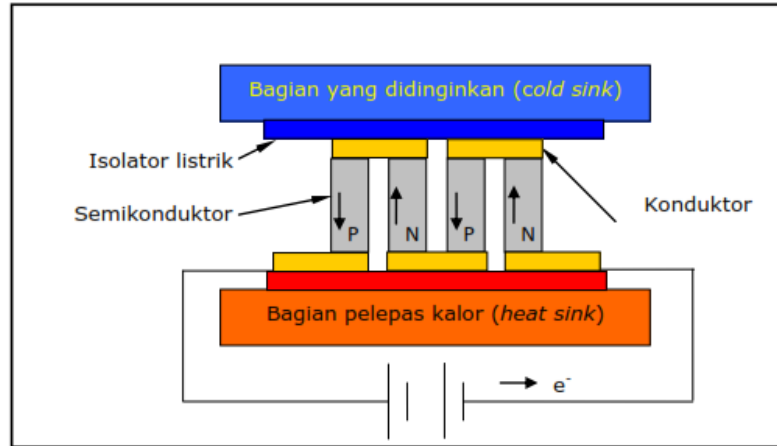 Bagian yang didinginkan (cold sink)
Isolator listrik
Semikonduktor
Konduktor
P
N
P
N
Bagian pelepas kalor (heat sink)
e-